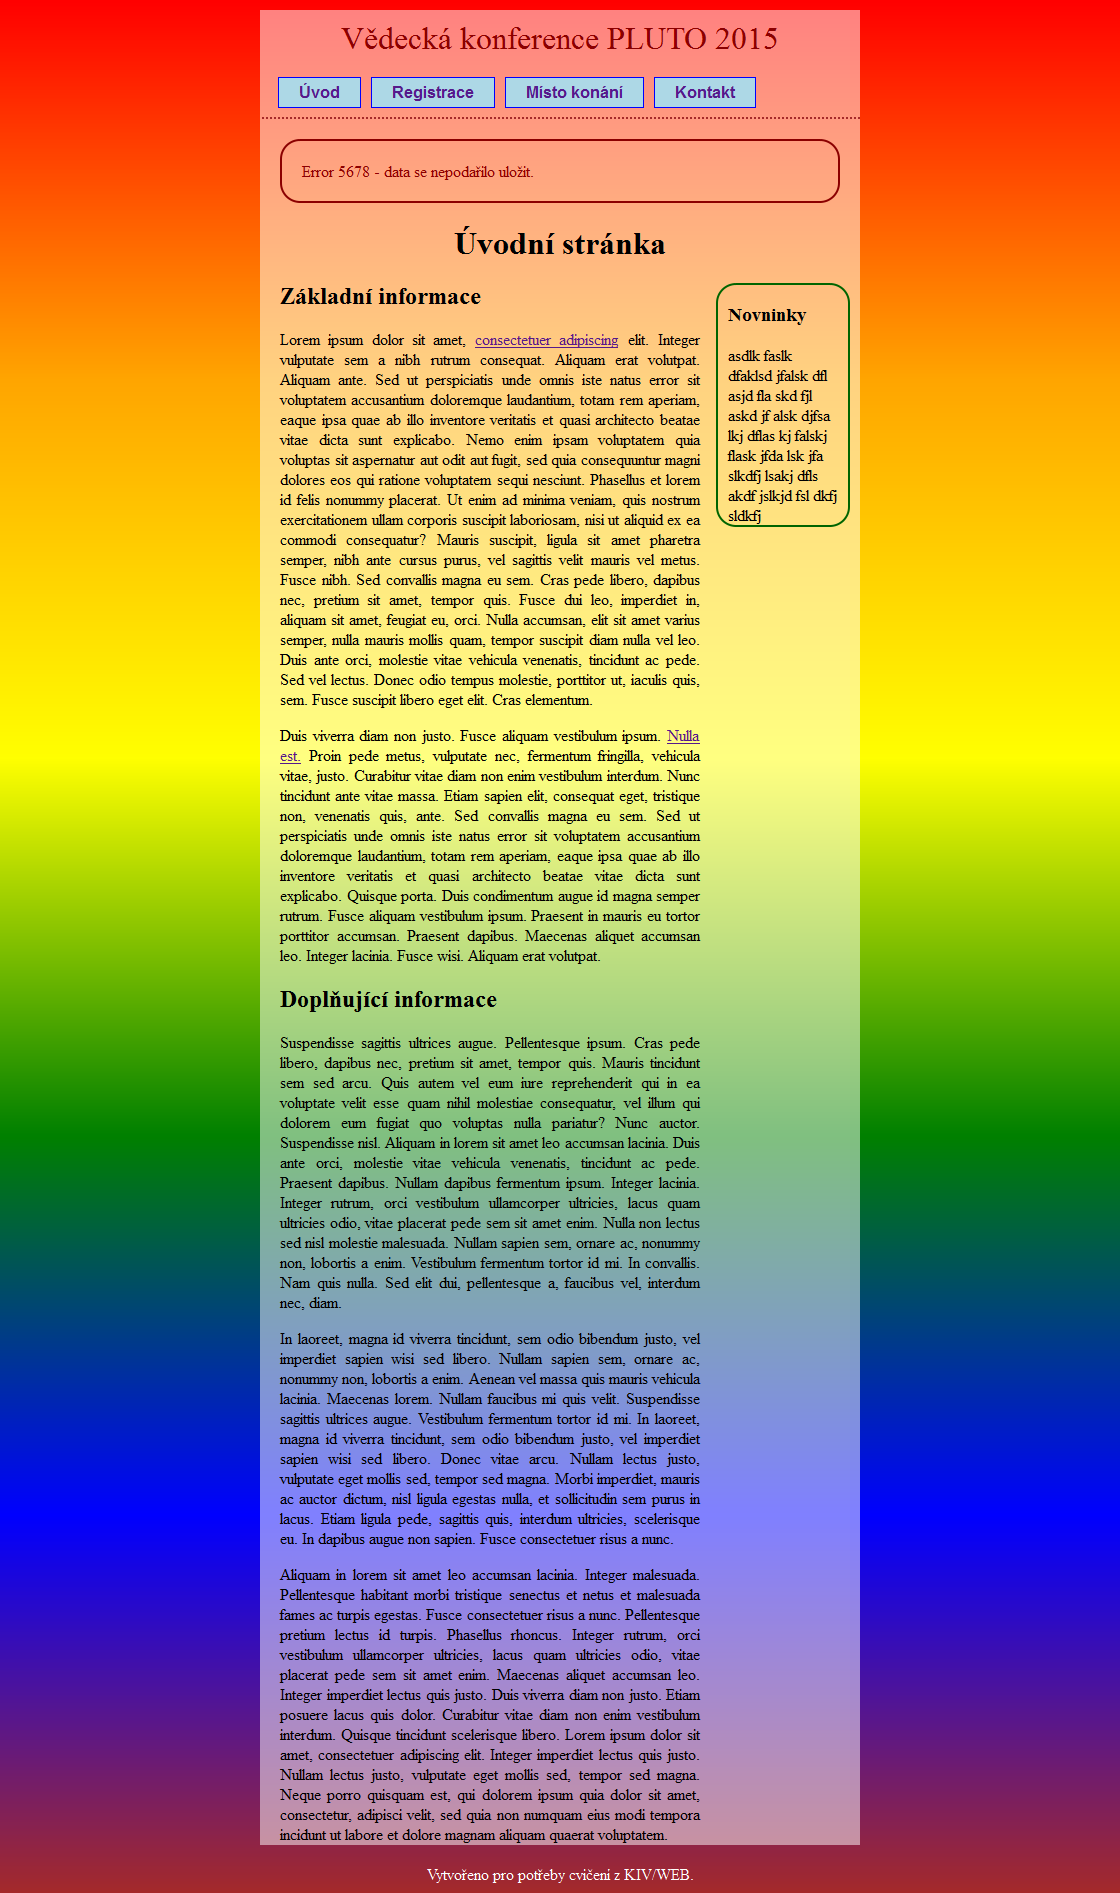 Vědecká konference PLUTO 2015
Úvod Registrace Místo konání Kontakt
Error 5678 - data se nepodařilo uložit.
Úvodní stránka
Základní informace
Lorem ipsum dolor sit amet, consectetuer adipiscing elit. Integer
vulputate sem a nibh rutrum consequat. Aliquam erat volutpat.
Aliquam ante. Sed ut perspiciatis unde omnis iste natus error sit
voluptatem accusantium doloremque laudantium, totam rem aperiam,
eaque ipsa quae ab illo inventore veritatis et quasi architecto beatae
vitae dicta sunt explicabo. Nemo enim ipsam voluptatem quia
voluptas sit aspernatur aut odit aut fugit, sed quia consequuntur magni
dolores eos qui ratione voluptatem sequi nesciunt. Phasellus et lorem
id felis nonummy placerat. Ut enim ad minima veniam, quis nostrum
exercitationem ullam corporis suscipit laboriosam, nisi ut aliquid ex ea
commodi consequatur? Mauris suscipit, ligula sit amet pharetra
semper, nibh ante cursus purus, vel sagittis velit mauris vel metus.
Fusce nibh. Sed convallis magna eu sem. Cras pede libero, dapibus
nec, pretium sit amet, tempor quis. Fusce dui leo, imperdiet in,
aliquam sit amet, feugiat eu, orci. Nulla accumsan, elit sit amet varius
semper, nulla mauris mollis quam, tempor suscipit diam nulla vel leo.
Duis ante orci, molestie vitae vehicula venenatis, tincidunt ac pede.
Sed vel lectus. Donec odio tempus molestie, porttitor ut, iaculis quis,
sem. Fusce suscipit libero eget elit. Cras elementum.
Duis viverra diam non justo. Fusce aliquam vestibulum ipsum. Nulla
est. Proin pede metus, vulputate nec, fermentum fringilla, vehicula
vitae, justo. Curabitur vitae diam non enim vestibulum interdum. Nunc
tincidunt ante vitae massa. Etiam sapien elit, consequat eget, tristique
non, venenatis quis, ante. Sed convallis magna eu sem. Sed ut
perspiciatis unde omnis iste natus error sit voluptatem accusantium
doloremque laudantium, totam rem aperiam, eaque ipsa quae ab illo
inventore veritatis et quasi architecto beatae vitae dicta sunt
explicabo. Quisque porta. Duis condimentum augue id magna semper
rutrum. Fusce aliquam vestibulum ipsum. Praesent in mauris eu tortor
porttitor accumsan. Praesent dapibus. Maecenas aliquet accumsan
leo. Integer lacinia. Fusce wisi. Aliquam erat volutpat.
Doplňující informace
Suspendisse sagittis ultrices augue. Pellentesque ipsum. Cras pede
libero, dapibus nec, pretium sit amet, tempor quis. Mauris tincidunt
sem sed arcu. Quis autem vel eum iure reprehenderit qui in ea
voluptate velit esse quam nihil molestiae consequatur, vel illum qui
dolorem eum fugiat quo voluptas nulla pariatur? Nunc auctor.
Suspendisse nisl. Aliquam in lorem sit amet leo accumsan lacinia. Duis
ante orci, molestie vitae vehicula venenatis, tincidunt ac pede.
Praesent dapibus. Nullam dapibus fermentum ipsum. Integer lacinia.
Integer rutrum, orci vestibulum ullamcorper ultricies, lacus quam
ultricies odio, vitae placerat pede sem sit amet enim. Nulla non lectus
sed nisl molestie malesuada. Nullam sapien sem, ornare ac, nonummy
non, lobortis a enim. Vestibulum fermentum tortor id mi. In convallis.
Nam quis nulla. Sed elit dui, pellentesque a, faucibus vel, interdum
nec, diam.
In laoreet, magna id viverra tincidunt, sem odio bibendum justo, vel
imperdiet sapien wisi sed libero. Nullam sapien sem, ornare ac,
nonummy non, lobortis a enim. Aenean vel massa quis mauris vehicula
lacinia. Maecenas lorem. Nullam faucibus mi quis velit. Suspendisse
sagittis ultrices augue. Vestibulum fermentum tortor id mi. In laoreet,
magna id viverra tincidunt, sem odio bibendum justo, vel imperdiet
sapien wisi sed libero. Donec vitae arcu. Nullam lectus justo,
vulputate eget mollis sed, tempor sed magna. Morbi imperdiet, mauris
ac auctor dictum, nisl ligula egestas nulla, et sollicitudin sem purus in
lacus. Etiam ligula pede, sagittis quis, interdum ultricies, scelerisque
eu. In dapibus augue non sapien. Fusce consectetuer risus a nunc.
Aliquam in lorem sit amet leo accumsan lacinia. Integer malesuada.
Pellentesque habitant morbi tristique senectus et netus et malesuada
fames ac turpis egestas. Fusce consectetuer risus a nunc. Pellentesque
pretium lectus id turpis. Phasellus rhoncus. Integer rutrum, orci
vestibulum ullamcorper ultricies, lacus quam ultricies odio, vitae
placerat pede sem sit amet enim. Maecenas aliquet accumsan leo.
Integer imperdiet lectus quis justo. Duis viverra diam non justo. Etiam
posuere lacus quis dolor. Curabitur vitae diam non enim vestibulum
interdum. Quisque tincidunt scelerisque libero. Lorem ipsum dolor sit
amet, consectetuer adipiscing elit. Integer imperdiet lectus quis justo.
Nullam lectus justo, vulputate eget mollis sed, tempor sed magna.
Neque porro quisquam est, qui dolorem ipsum quia dolor sit amet,
consectetur, adipisci velit, sed quia non numquam eius modi tempora
incidunt ut labore et dolore magnam aliquam quaerat voluptatem.
Novninky
asdlk faslk
dfaklsd jfalsk dfl
asjd fla skd fjl
askd jf alsk djfsa
lkj dflas kj falskj
flask jfda lsk jfa
slkdfj lsakj dfls
akdf jslkjd fsl dkfj
sldkfj
Vytvořeno pro potřeby cvičení z KIV/WEB.